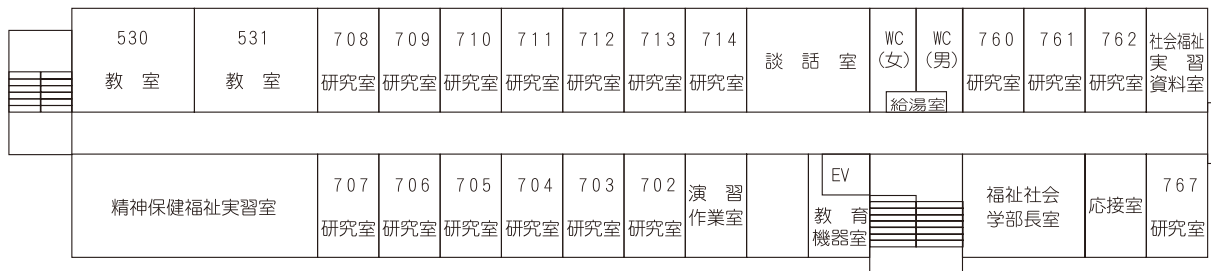 530 531 708 709 710 711 712 713 714 談話室 WC WC 760 761 762 社会福祉
教室 教室 研究室 研究室 研究室 研究室 研究室 研究室 研究室 (女) (男) 研究室 研究室 研究室 実習
資料室
給湯室
EV
707 706 705 704 703 702 演習 福祉社会 767
精神保健福祉実習室 研究室 研究室 研究室 研究室 研究室 研究室 作業室 教育 学部長室 応接室 研究室
機器室